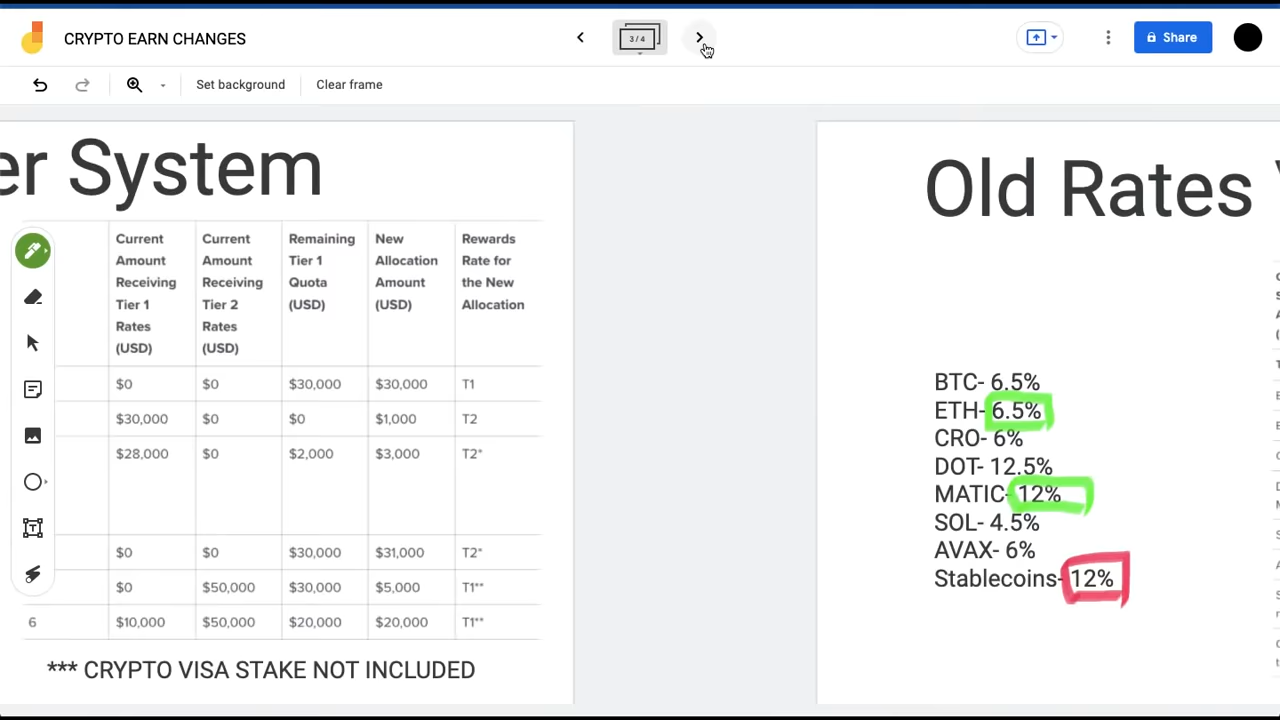 CRYPTO EARN CHANGES
3 / 4
Share
Set background
Clear frame
er System
Current Amount Receiving Tier 1 Rates (USD)
Current Amount Receiving Tier 2 Rates (USD)
Remaining Tier 1 Quota (USD)
New Allocation Amount (USD)
Rewards Rate for the New Allocation
$0 $0 $30,000 $30,000 T1
$30,000 $0 $0 $1,000 T2
$28,000 $0 $2,000 $3,000 T2*
$0 $0 $30,000 $31,000 T2*
$0 $50,000 $30,000 $5,000 T1**
6 $10,000 $50,000 $20,000 $20,000 T1**
*** CRYPTO VISA STAKE NOT INCLUDED
Old Rates
BTC- 6.5%
ETH- 6.5%
CRO- 6%
DOT- 12.5%
MATIC- 12%
SOL- 4.5%
AVAX- 6%
Stablecoins- 12%